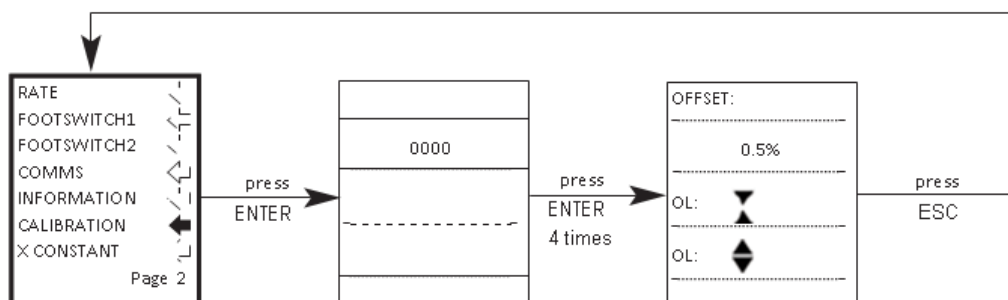 RATE
FOOTSWITCH1
FOOTSWITCH2
COMMS
INFORMATION
CALIBRATION
X CONSTANT
Page 2
press
ENTER
0000
press
ENTER
4 times
OFFSET:
0.5%
OL:
OL:
press
ESC